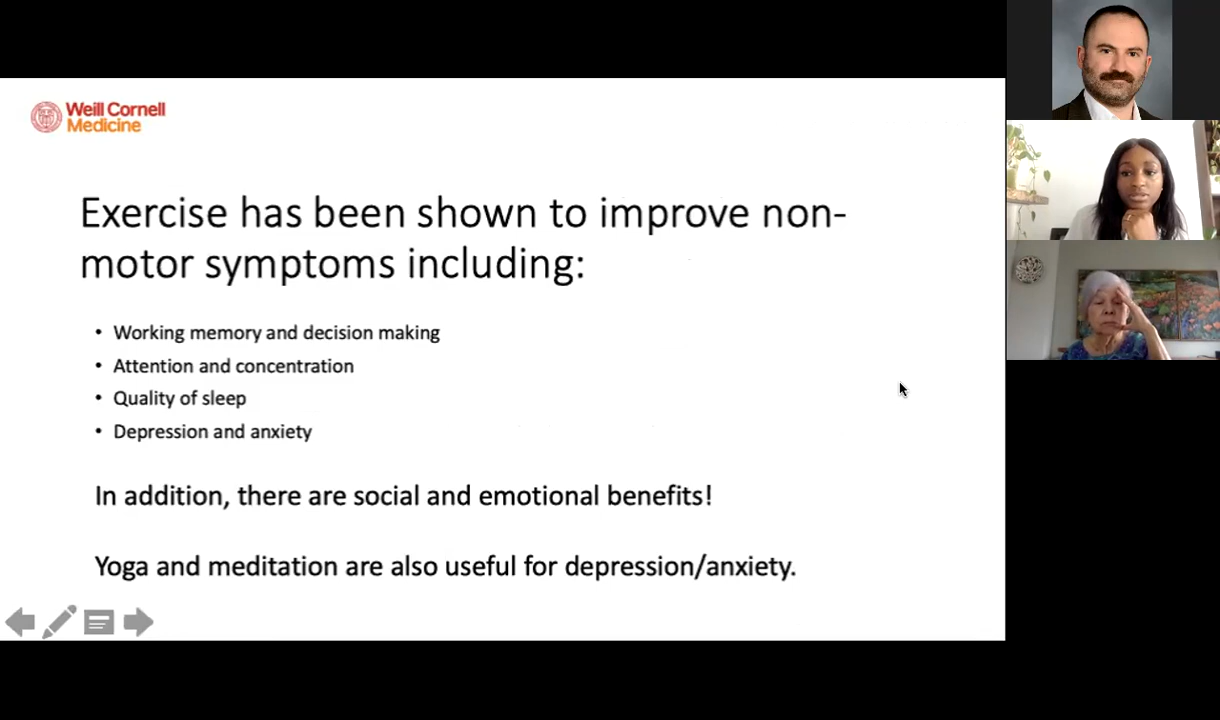 Weill Cornell
Medicine
Exercise has been shown to improve non-
motor symptoms including:
• Working memory and decision making
• Attention and concentration
• Quality of sleep
• Depression and anxiety
In addition, there are social and emotional benefits!
Yoga and meditation are also useful for depression/anxiety.